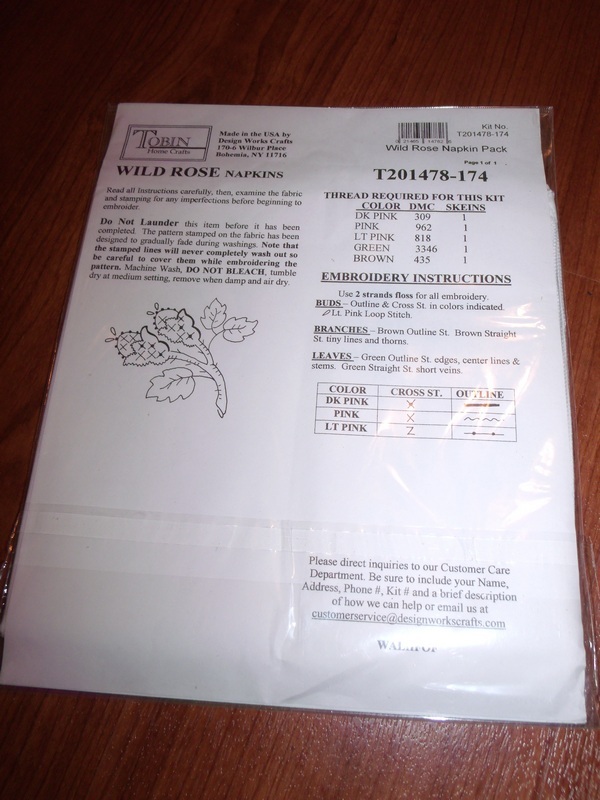 TOBIN
Home Crafts
Made in the USA by
Design Works Crafts
170-6 Wilbur Place
Bohemia, NY 11716
WILD ROSE NAPKINS
Read all Instructions carefully, then, examine the fabric
and stamping for any imperfections before beginning to
embroider.
Do Not Launder this item before it has been
completed. The pattern stamped on the fabric has been
designed to gradually fade during washings. Note that
the stamped lines will never completely wash out so
be careful to cover them while embroidering the
pattern. Machine Wash, DO NOT BLEACH, tumble
dry at medium setting, remove when damp and air dry.
Kit No.
T201478-174
Wild Rose Napkin Pack
Page 1 of 1
T201478-174
THREAD REQUIRED FOR THIS KIT
COLOR DMC SKEINS
DK PINK 309 1
PINK 962 1
LT PINK 818 1
GREEN 3346 1
BROWN 435 1
EMBROIDERY INSTRUCTIONS
Use 2 strands floss for all embroidery.
BUDS – Outline & Cross St. in colors indicated.
Lt. Pink Loop Stitch.
BRANCHES – Brown Outline St. Brown Straight
St. tiny lines and thorns.
LEAVES – Green Outline St. edges, center lines &
stems. Green Straight St. short veins.
COLOR CROSS ST. OUTLINE
DK PINK X
PINK X
LT PINK Z
Please direct inquiries to our Customer Care
Department. Be sure to include your Name,
Address, Phone #, Kit # and a brief description
of how we can help or email us at
customerservice@designworkscrafts.com